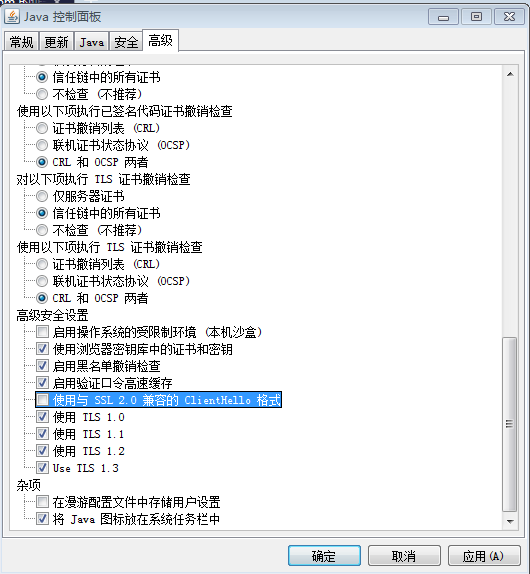 Java 控制面板
常规 更新 Java 安全 高级
信任链中的所有证书
不检查 (不推荐)
使用以下项执行已签名代码证书撤销检查
证书撤销列表 (CRL)
联机证书状态协议 (OCSP)
CRL 和 OCSP 两者
对以下项执行 TLS 证书撤销检查
仅服务器证书
信任链中的所有证书
不检查 (不推荐)
使用以下项执行 TLS 证书撤销检查
证书撤销列表 (CRL)
联机证书状态协议 (OCSP)
CRL 和 OCSP 两者
高级安全设置
启用操作系统的受限制环境 (本机沙盒)
使用浏览器密钥库中的证书和密钥
启用黑名单撤销检查
启用验证口令高速缓存
使用与 SSL 2.0 兼容的 ClientHello 格式
使用 TLS 1.0
使用 TLS 1.1
使用 TLS 1.2
Use TLS 1.3
杂项
在漫游配置文件中存储用户设置
将 Java 图标放在系统任务栏中
确定 取消 应用(A)